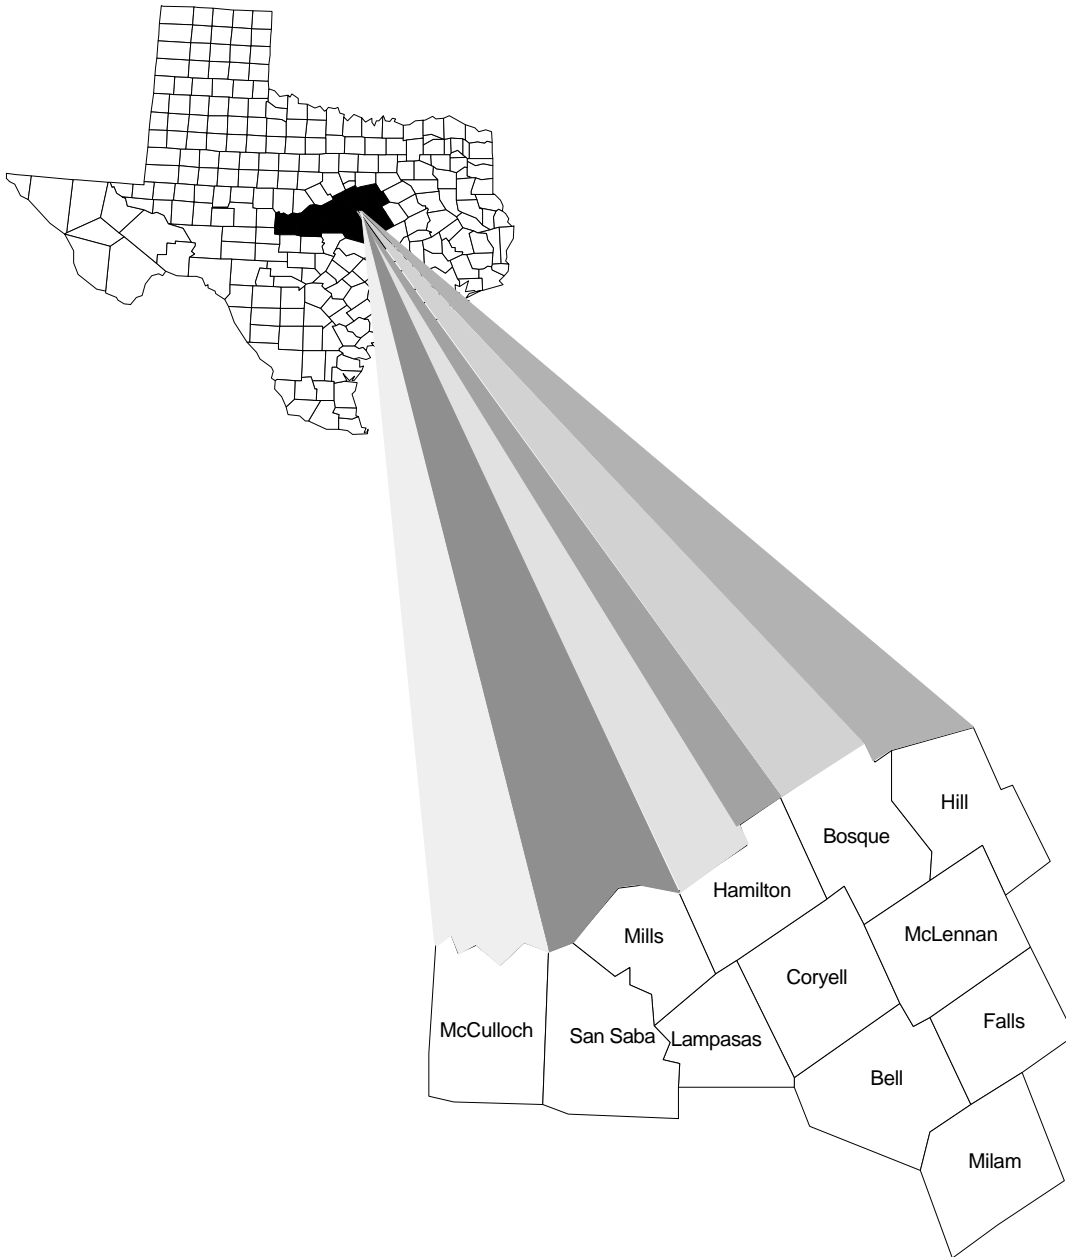 Hill
Bosque
Hamilton
McLennan
Mills
Coryell
Falls
McCulloch
San Saba
Lampasas
Bell
Milam